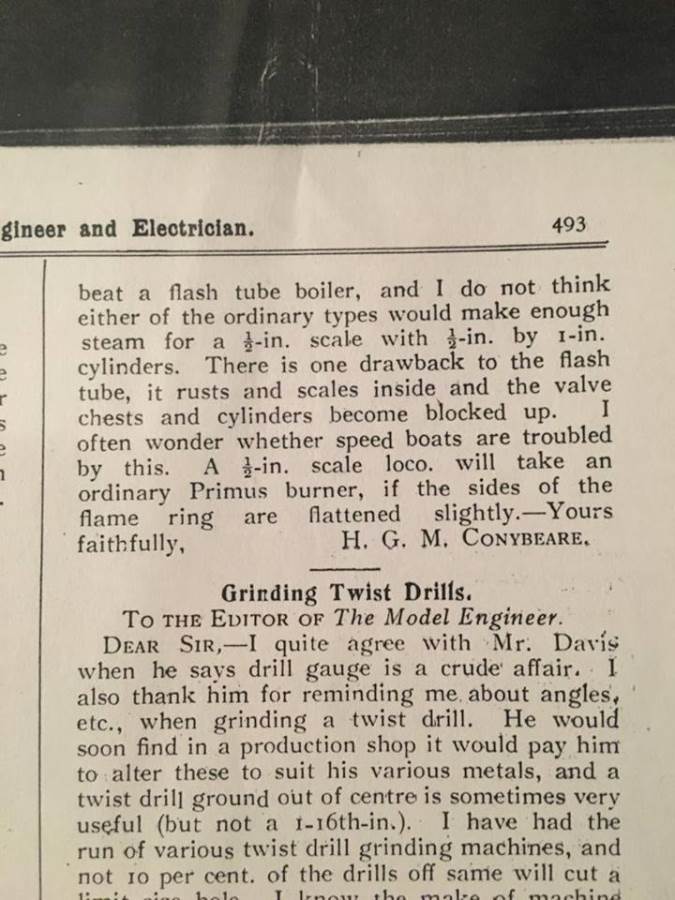 gineer and Electrician. 493
beat a flash tube boiler, and I do not think
either of the ordinary types would make enough
steam for a ½-in. scale with ½-in. by 1-in.
cylinders. There is one drawback to the flash
tube, it rusts and scales inside and the valve
chests and cylinders become blocked up. I
often wonder whether speed boats are troubled
by this. A ½-in. scale loco. will take an
ordinary Primus burner, if the sides of the
flame ring are flattened slightly.—Yours
faithfully, H. G. M. CONYBEARE.
Grinding Twist Drills.
TO THE EDITOR OF The Model Engineer.
DEAR SIR,—I quite agree with Mr. Davis
when he says drill gauge is a crude affair. I
also thank him for reminding me about angles,
etc., when grinding a twist drill. He would
soon find in a production shop it would pay him
to alter these to suit his various metals, and a
twist drill ground out of centre is sometimes very
useful (but not a 1-16th-in.). I have had the
run of various twist drill grinding machines, and
not 10 per cent. of the drills off same will cut a
limit size hole. I know the make of machine